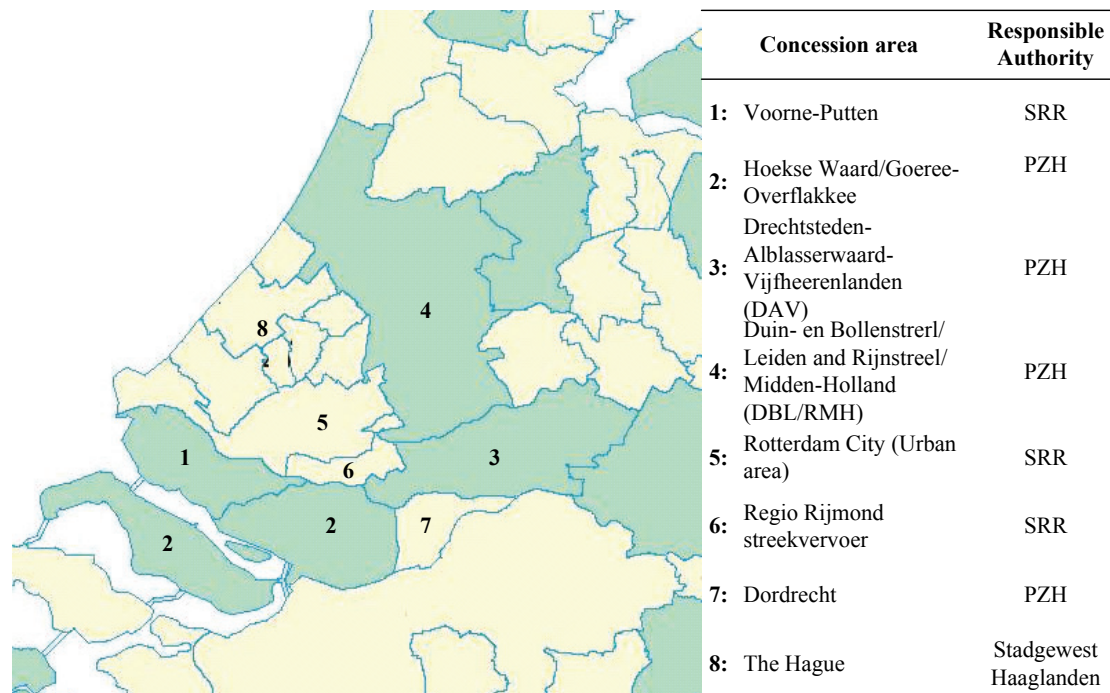 Concession area
Responsible
Authority
1: Voorne-Putten SRR
2: Hoekse Waard/Goeree-
Overflakkee
PZH
3: Drechtsteden-
Alblasserwaard-
Vijfheerenlanden
(DAV)
PZH
4: Duin- en Bollenstrerl/
Leiden and Rijnstreel/
Midden-Holland
(DBL/RMH)
PZH
5: Rotterdam City (Urban
area)
SRR
6: Regio Rijmond
streekvervoer
SRR
7: Dordrecht PZH
8: The Hague
Stadgewest
Haaglanden
4
8
5
1
6
3
2
7
2